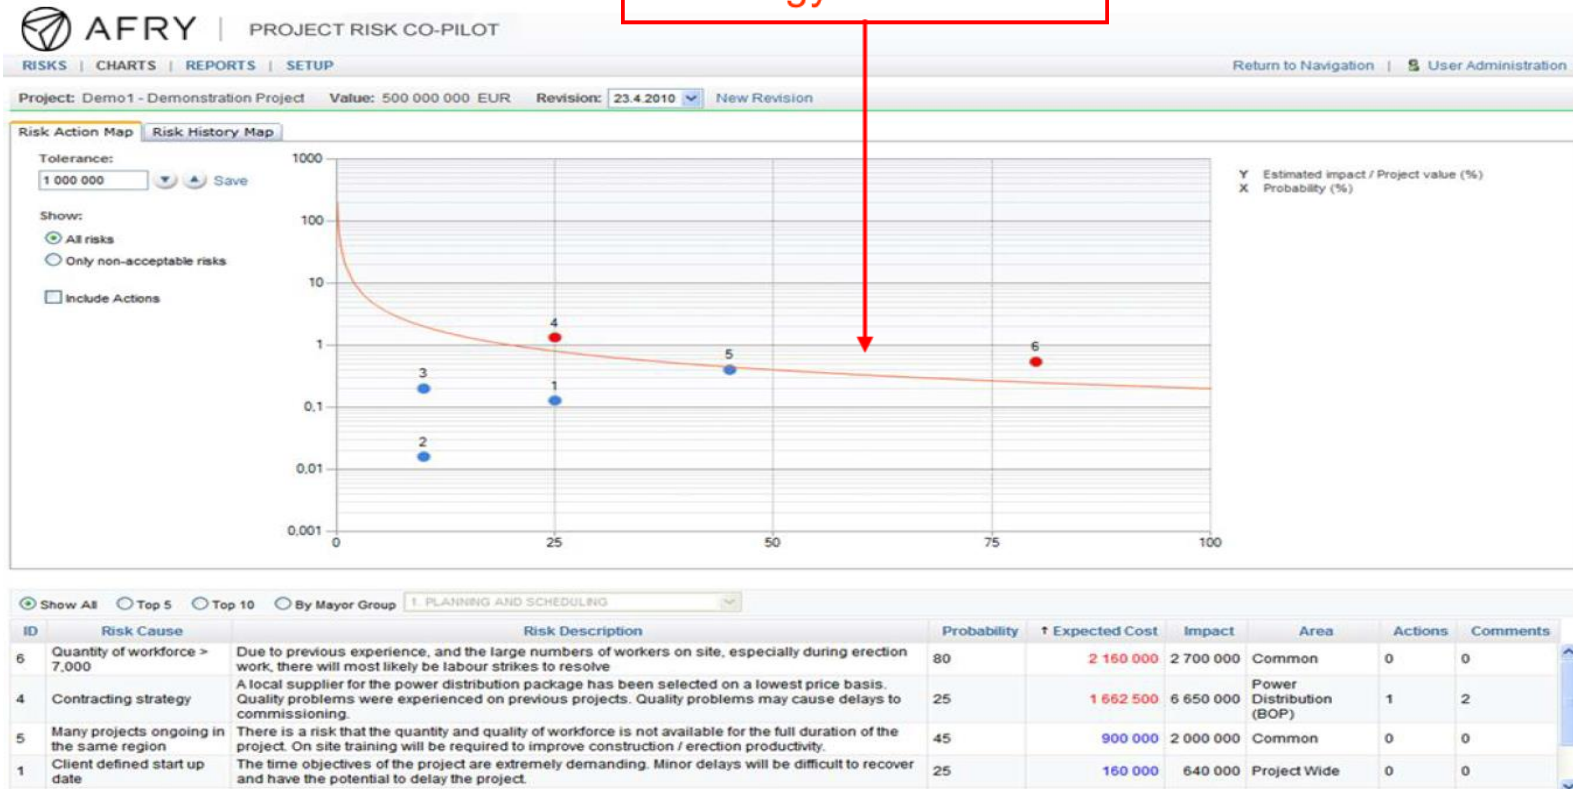 AFRY | PROJECT RISK CO-PILOT
RISKS | CHARTS | REPORTS | SETUP
Return to Navigation | User Administration
Project: Demo1 - Demonstration Project Value: 500 000 000 EUR Revision: 23.4.2010 New Revision
Risk Action Map Risk History Map
Tolerance:
1 000 000 Save
Show:
All risks
Only non-acceptable risks
Include Actions
1000
100
10
1
0,1
0,01
0,001
0 25 50 75 100
4
6
5
3
1
2
Y Estimated impact / Project value (%)
X Probability (%)
Show All Top 5 Top 10 By Mayor Group 1. PLANNING AND SCHEDULING
ID Risk Cause Risk Description Probability ↑ Expected Cost Impact Area Actions Comments
6 Quantity of workforce > 7,000 Due to previous experience, and the large numbers of workers on site, especially during erection work, there will most likely be labour strikes to resolve 80 2 160 000 2 700 000 Common 0 0
4 Contracting strategy A local supplier for the power distribution package has been selected on a lowest price basis. Quality problems were experienced on previous projects. Quality problems may cause delays to commissioning. 25 1 662 500 6 650 000 Power Distribution (BOP) 1 2
5 Many projects ongoing in the same region There is a risk that the quantity and quality of workforce is not available for the full duration of the project. On site training will be required to improve construction / erection productivity. 45 900 000 2 000 000 Common 0 0
1 Client defined start up date The time objectives of the project are extremely demanding. Minor delays will be difficult to recover and have the potential to delay the project. 25 160 000 640 000 Project Wide 0 0